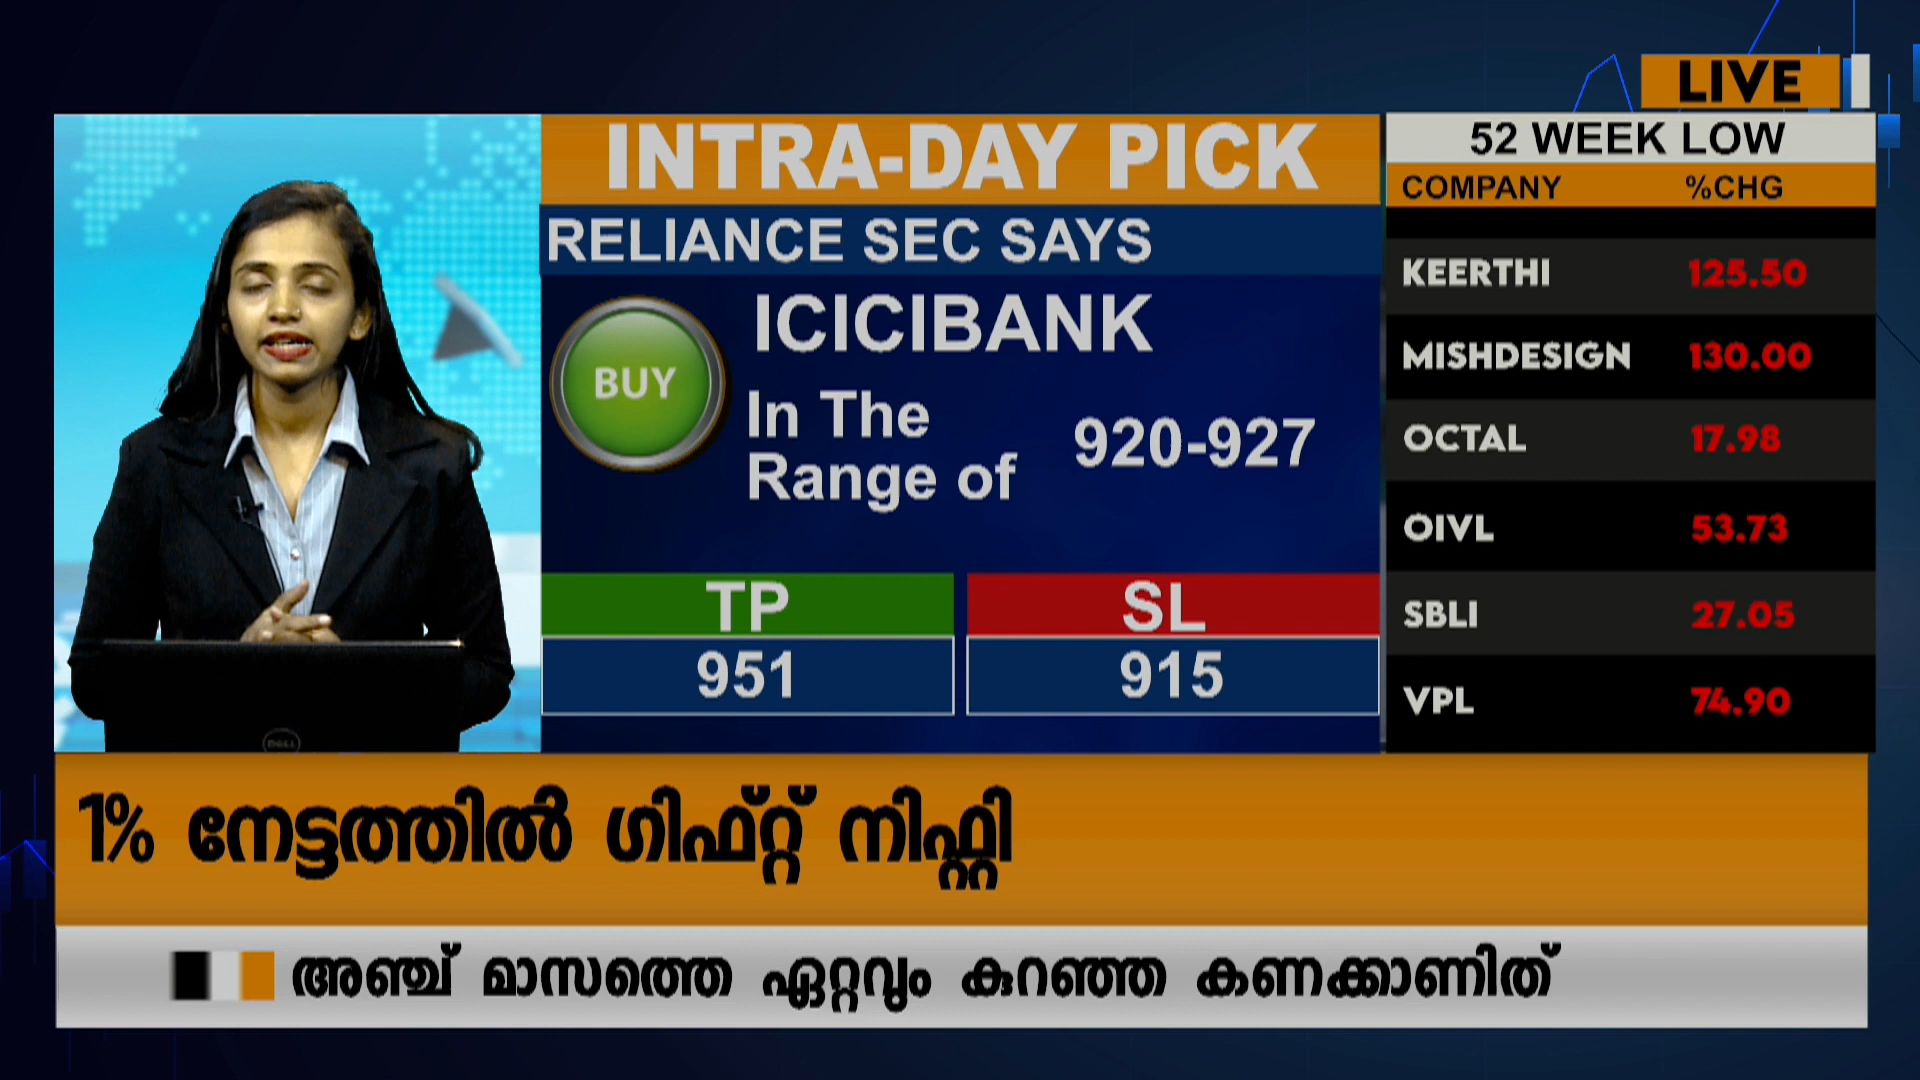 LIVE
INTRA-DAY PICK
RELIANCE SEC SAYS
BUY
ICICIBANK
In The
Range of
920-927
TP
SL
951
915
52 WEEK LOW
COMPANY %CHG
KEERTHI 125.50
MISHDESIGN 130.00
OCTAL 17.98
OIVL 53.73
SBLI 27.05
VPL 74.90
DELL
1% നേട്ടത്തിൽ ഗിഫ്റ്റ് നിഫ്റ്റി
അഞ്ച് മാസത്തെ ഏറ്റവും കുറഞ്ഞ കണക്കാണിത്